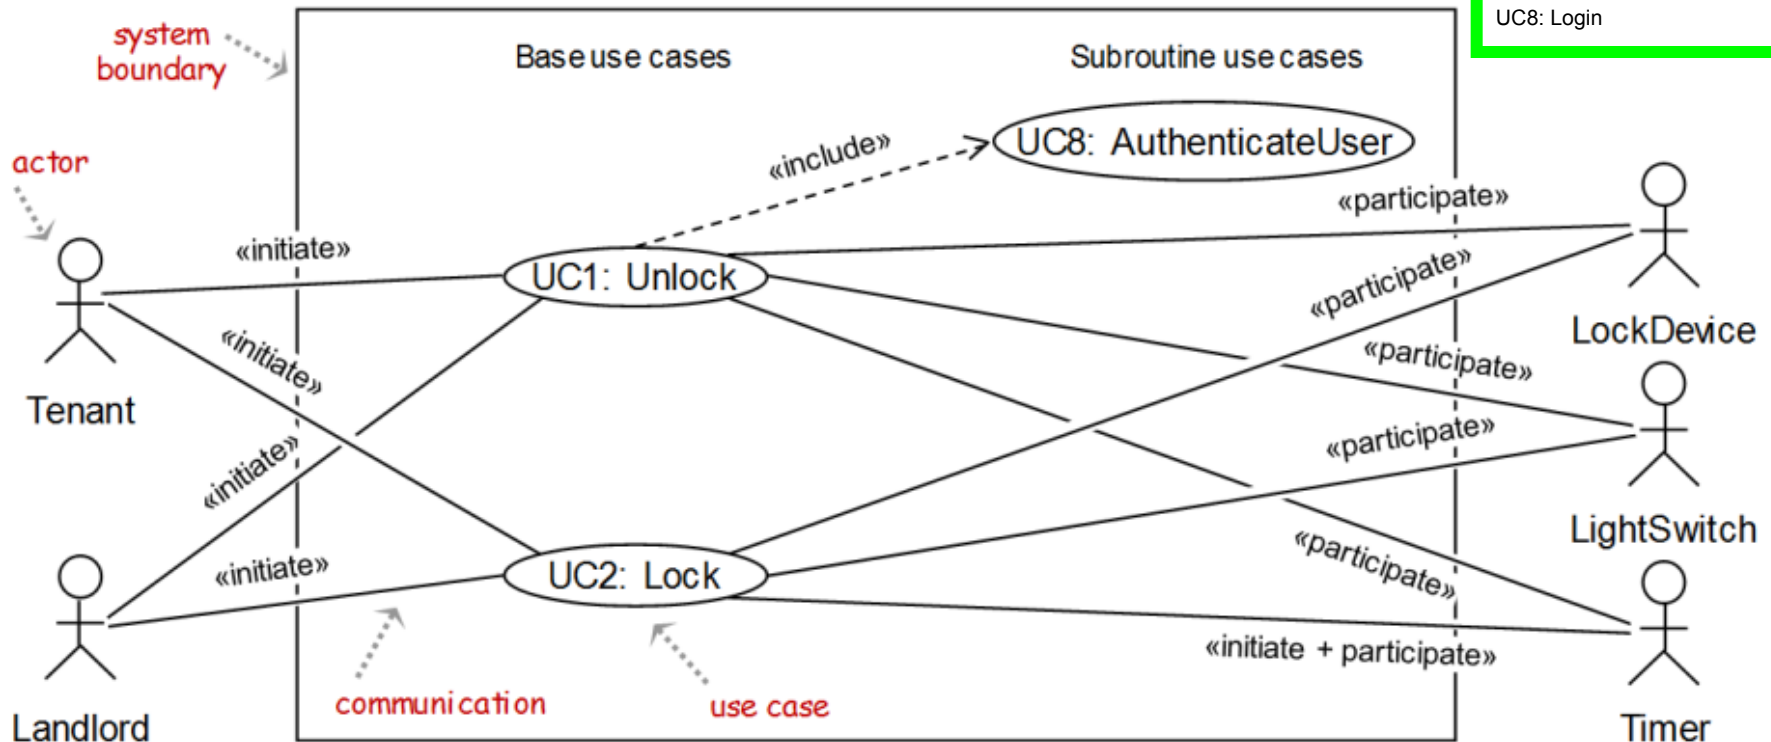 UC8: Login
system
boundary
Base use cases
Subroutine use cases
actor
«include»
UC8: AuthenticateUser
«participate»
«initiate»
UC1: Unlock
«participate»
LockDevice
«initiate»
«participate»
Tenant
«initiate»
«participate»
LightSwitch
«initiate»
UC2: Lock
«participate»
«initiate + participate»
communication
use case
Landlord
Timer